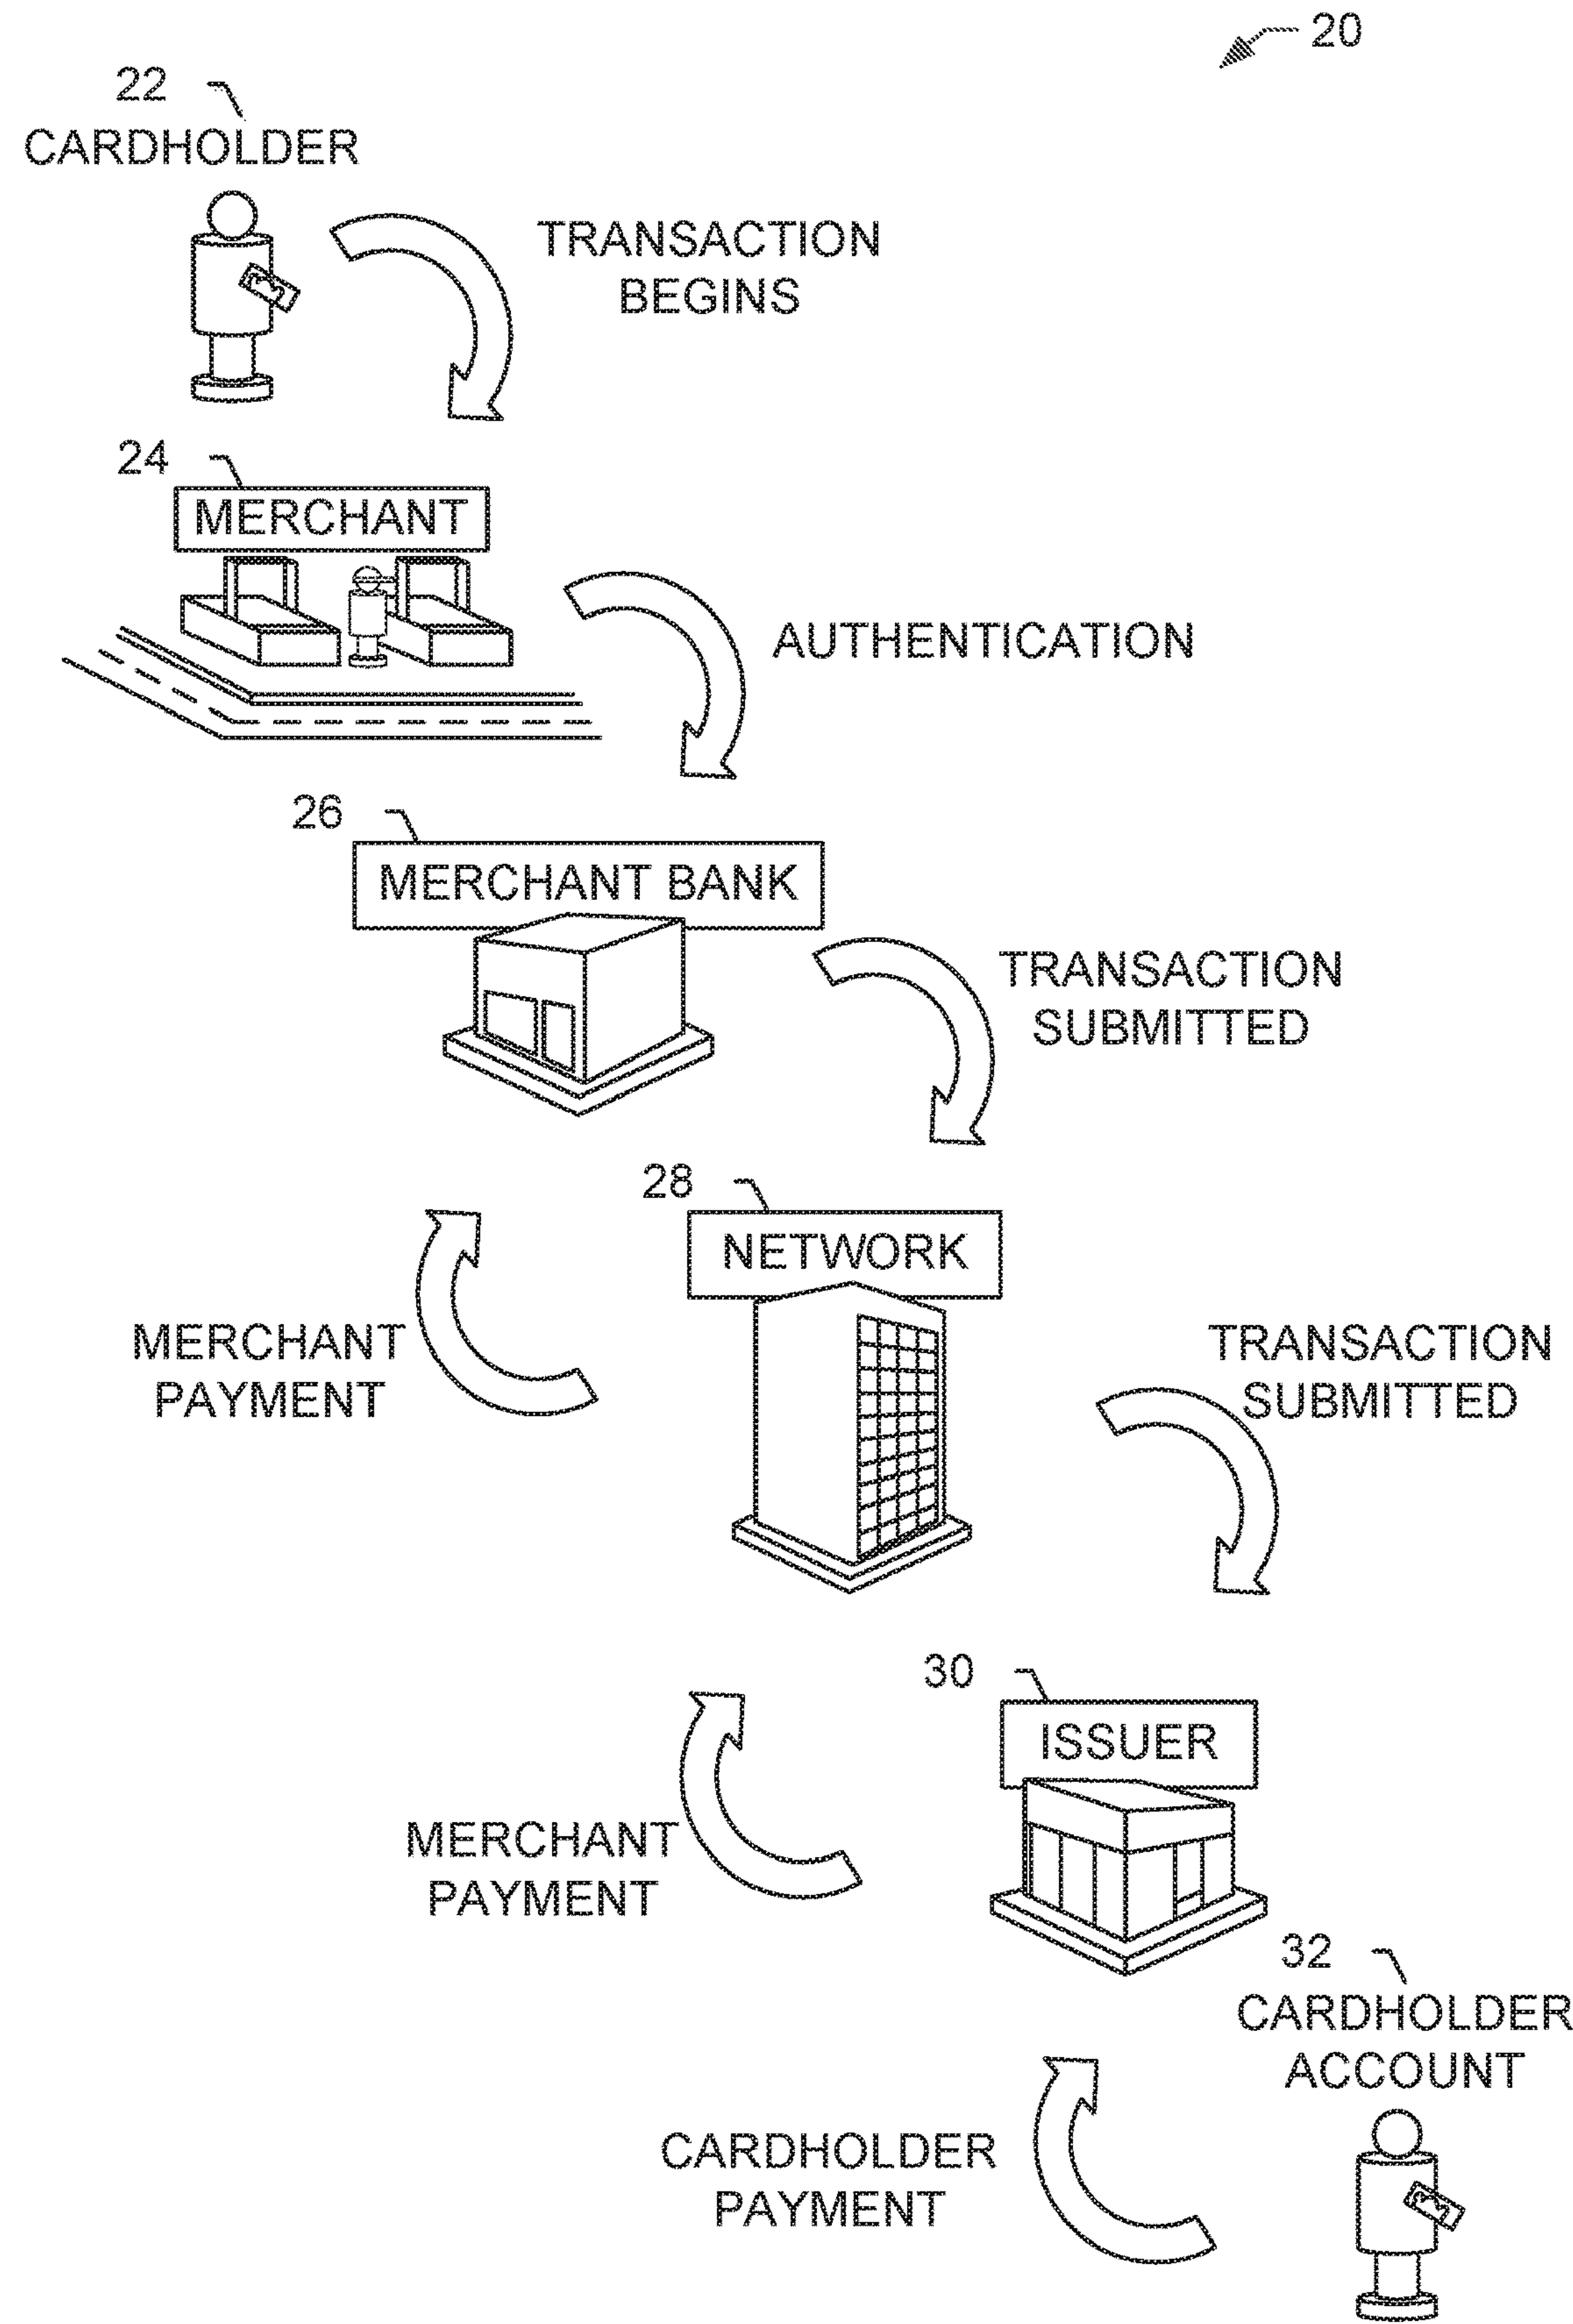 20
22
CARDHOLDER
TRANSACTION
BEGINS
24
MERCHANT
AUTHENTICATION
26
MERCHANT BANK
TRANSACTION
SUBMITTED
28
NETWORK
MERCHANT
PAYMENT
TRANSACTION
SUBMITTED
30
ISSUER
MERCHANT
PAYMENT
32
CARDHOLDER
ACCOUNT
CARDHOLDER
PAYMENT